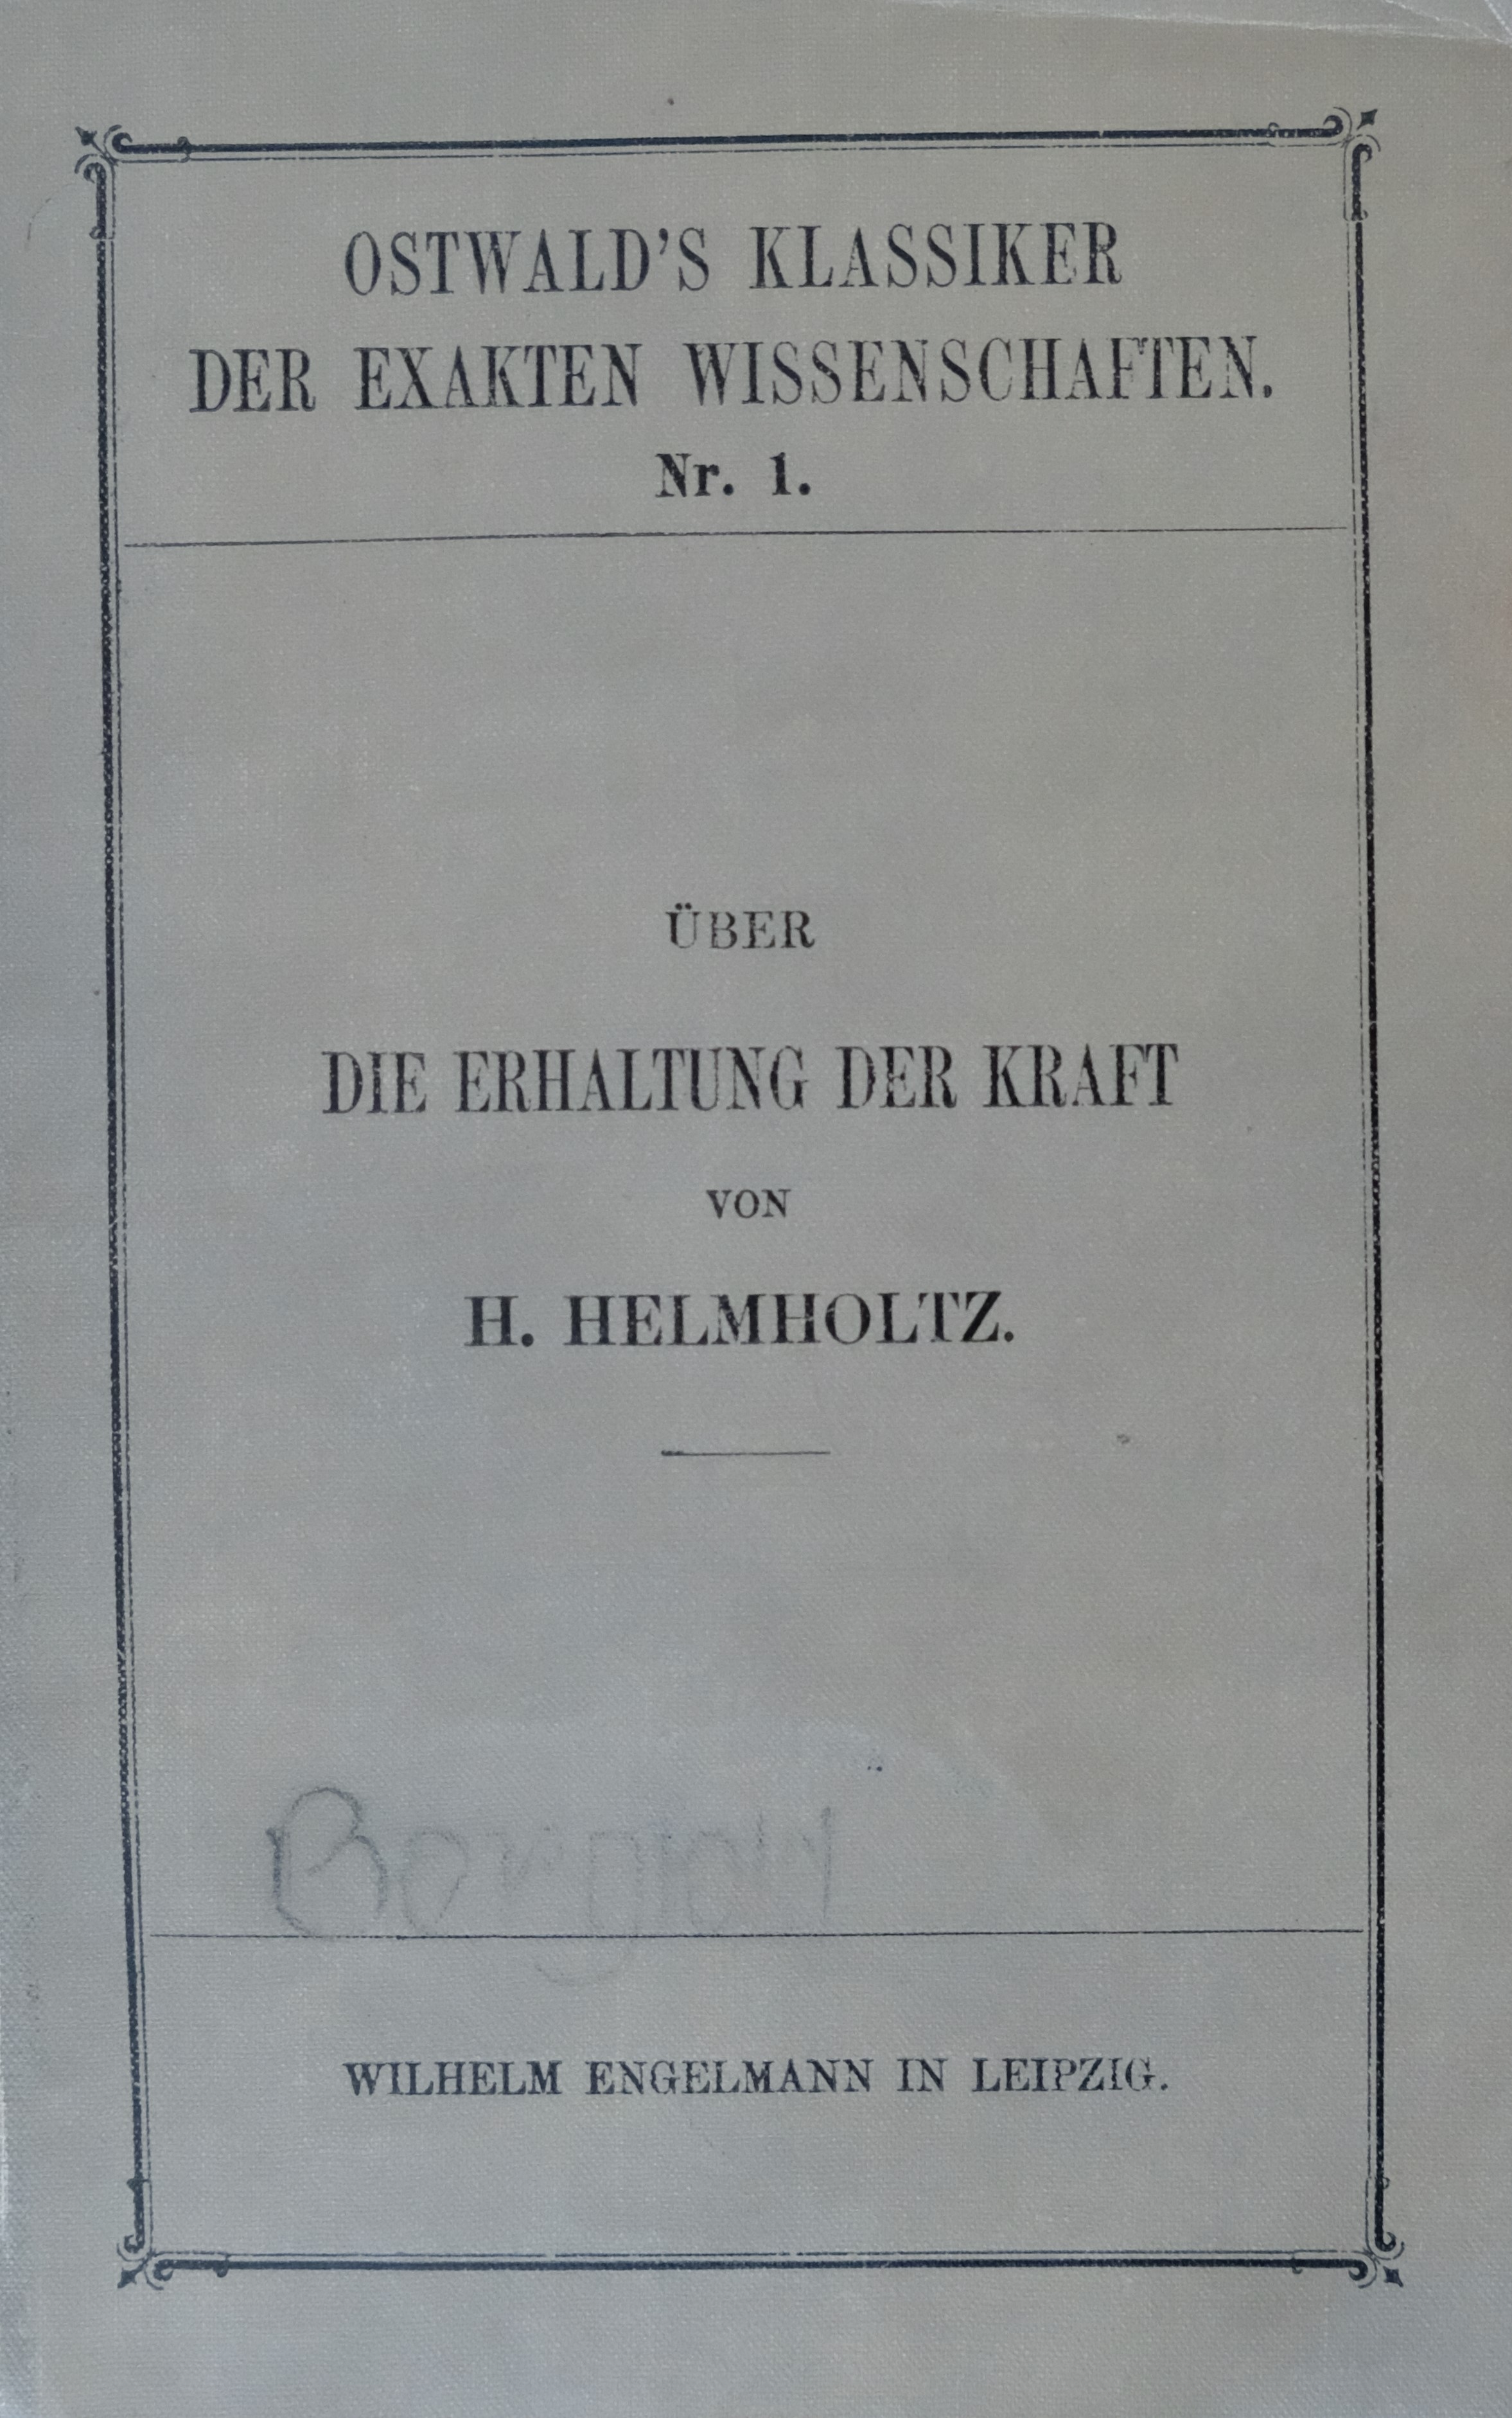 OSTWALD'S KLASSIKER
DER EXAKTEN WISSENSCHAFTEN.
Nr. 1.
ÜBER
DIE ERHALTUNG DER KRAFT
VON
H. HELMHOLTZ.
WILHELM ENGELMANN IN LEIPZIG.